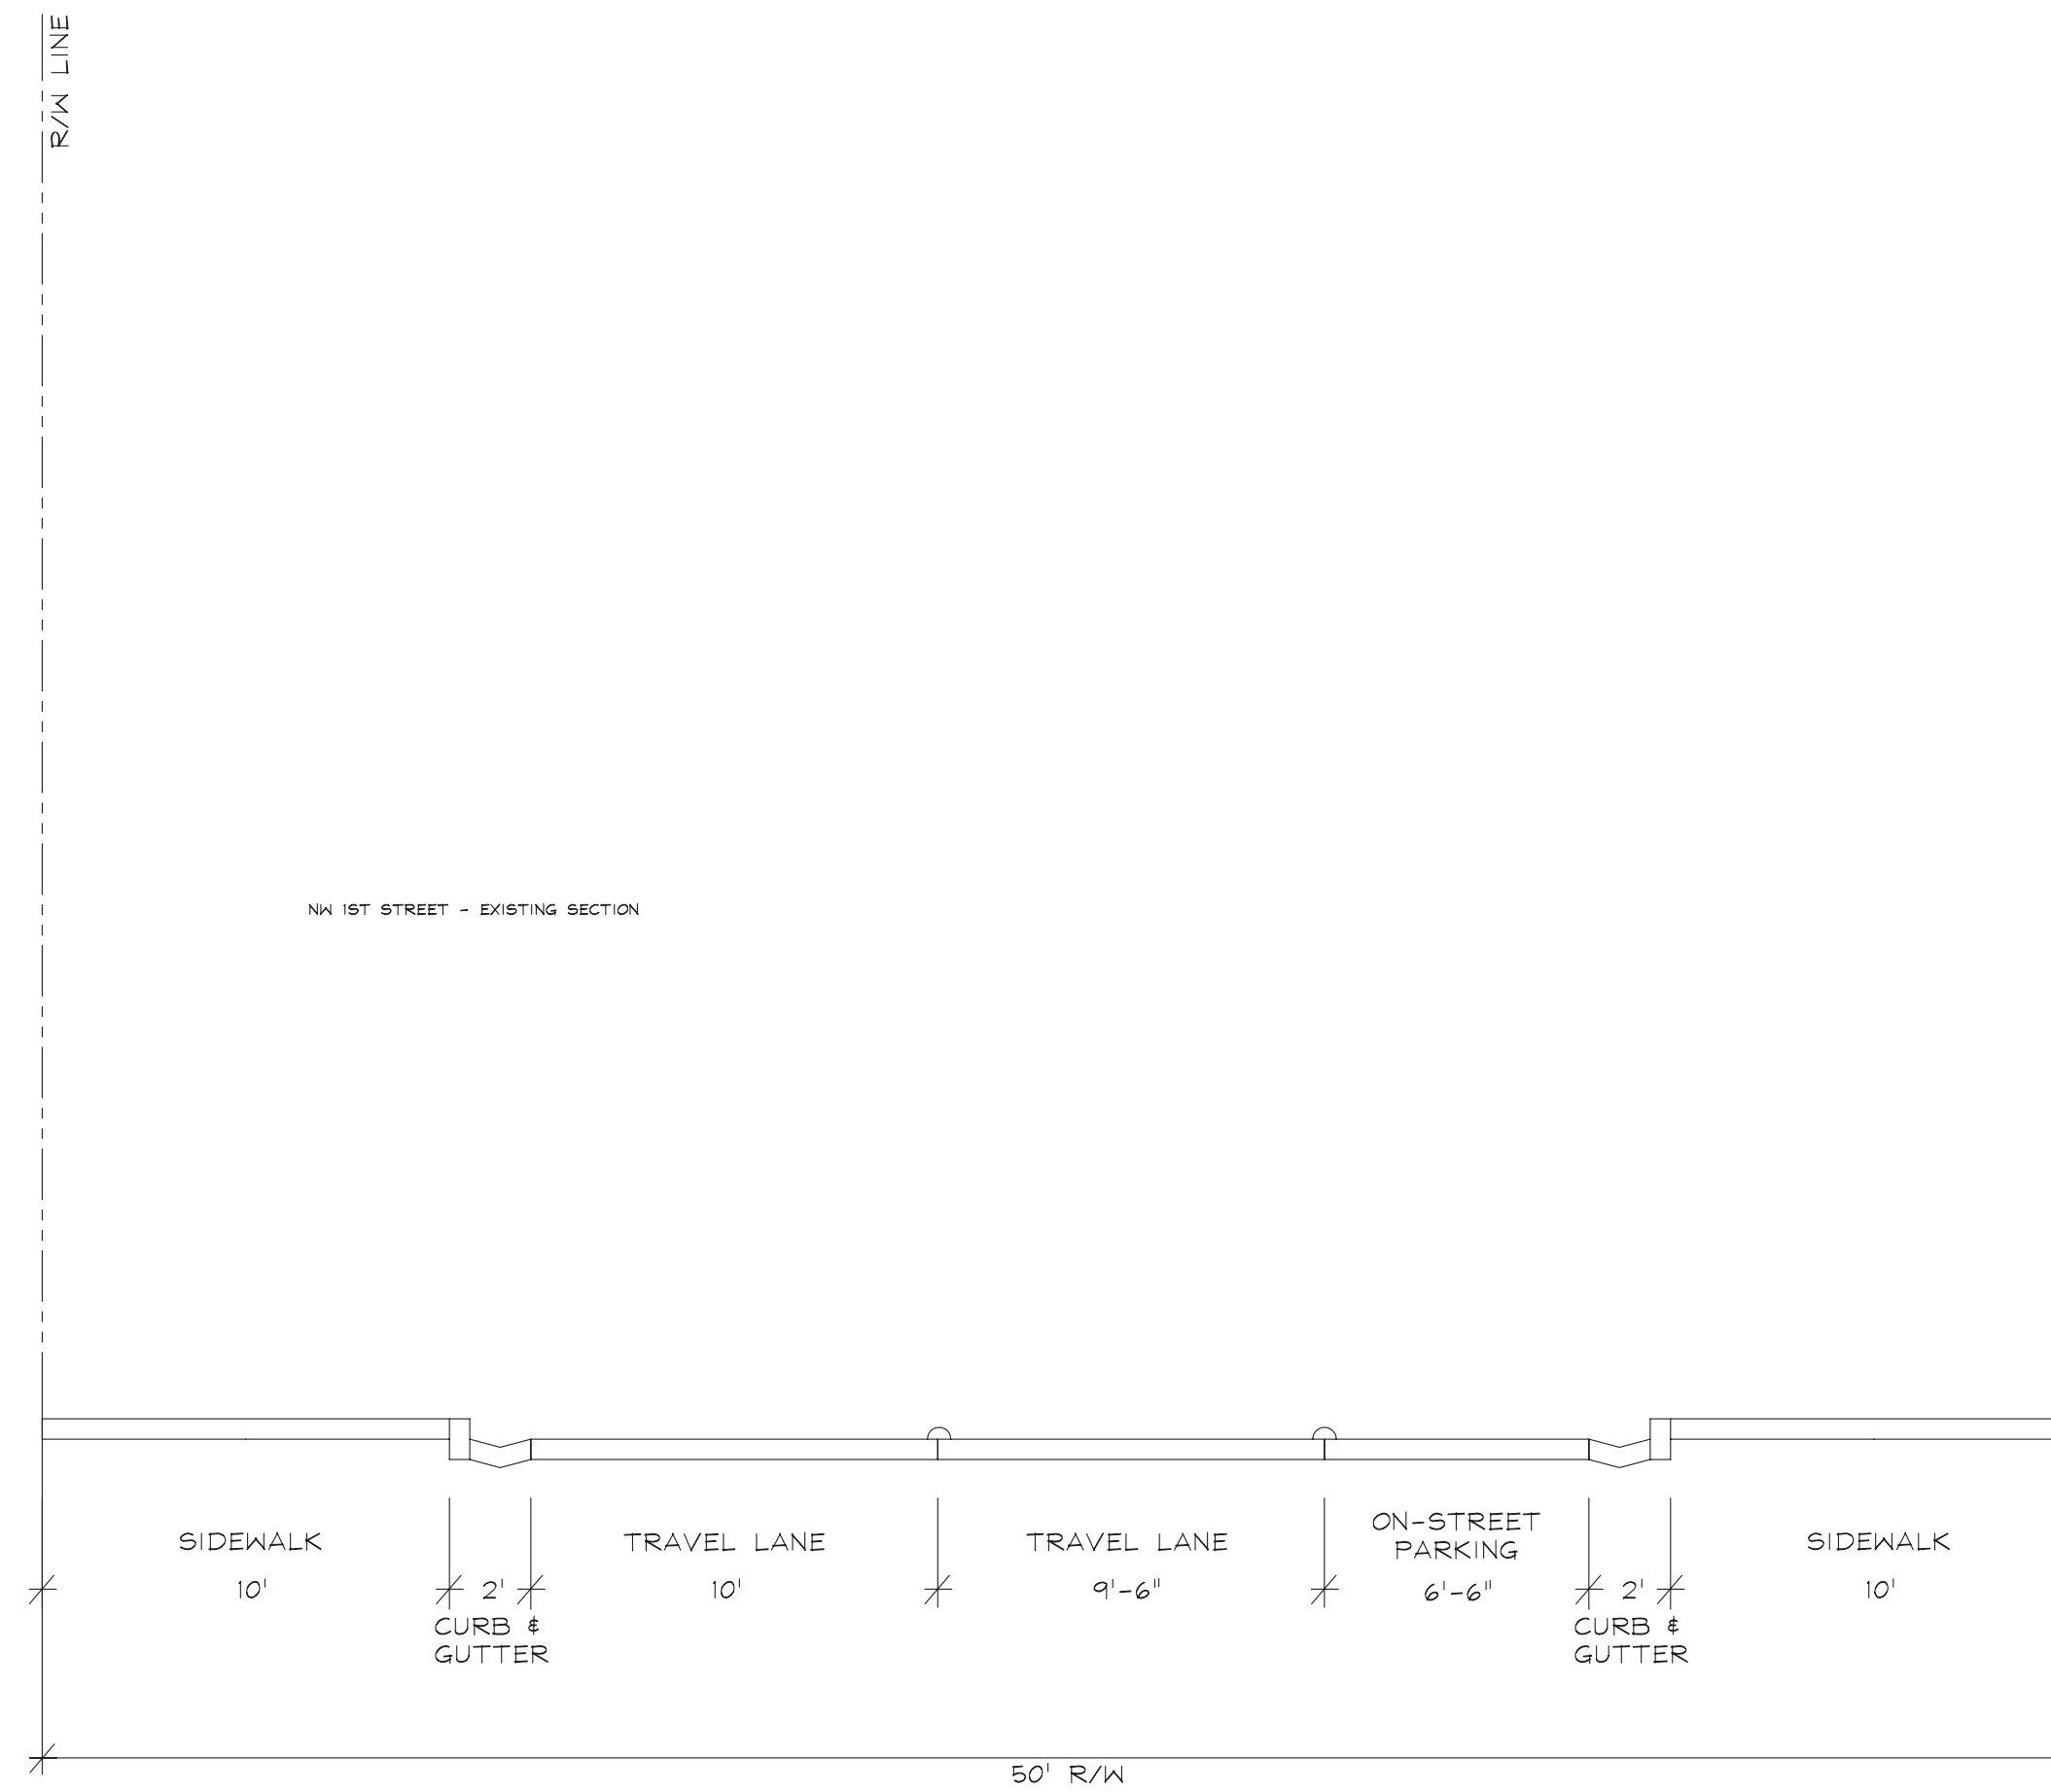 R/W LINE
NW 1ST STREET - EXISTING SECTION
SIDEWALK
10'
2'
CURB &
GUTTER
TRAVEL LANE
10'
TRAVEL LANE
9'-6"
ON-STREET
PARKING
6'-6"
2'
CURB &
GUTTER
SIDEWALK
10'
50' R/W